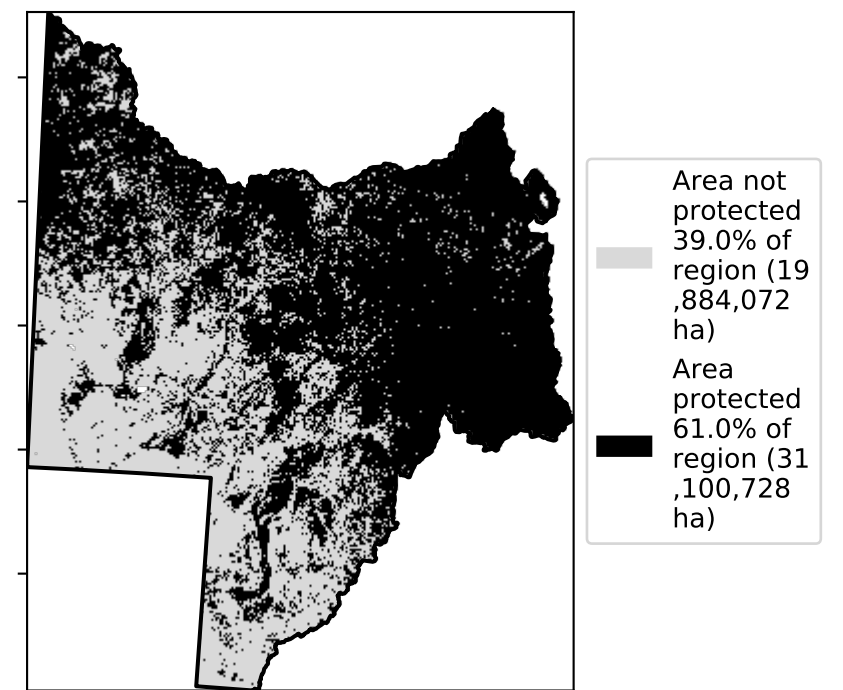 Area not
protected
39.0% of
region (19
,884,072
ha)
Area
protected
61.0% of
region (31
,100,728
ha)